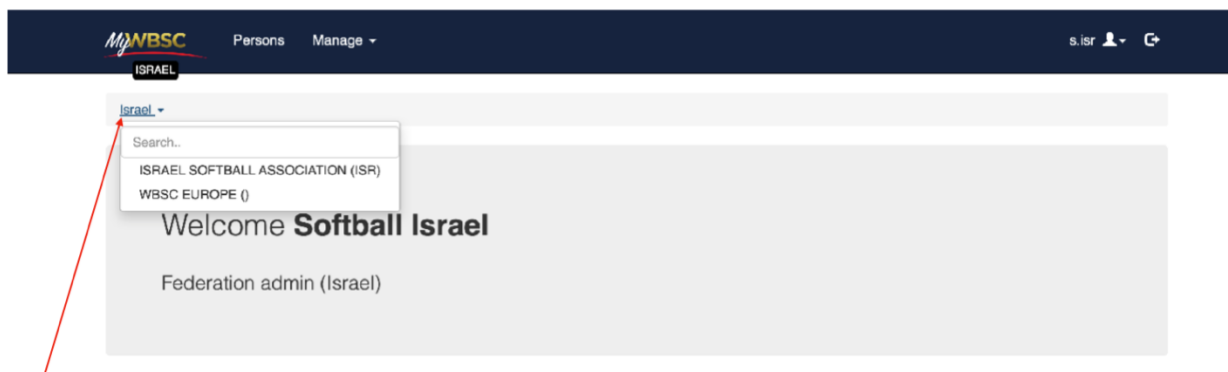 MyWBSC Persons Manage s.isr
ISRAEL
Israel
Search..
ISRAEL SOFTBALL ASSOCIATION (ISR)
WBSC EUROPE ()
Welcome Softball Israel
Federation admin (Israel)